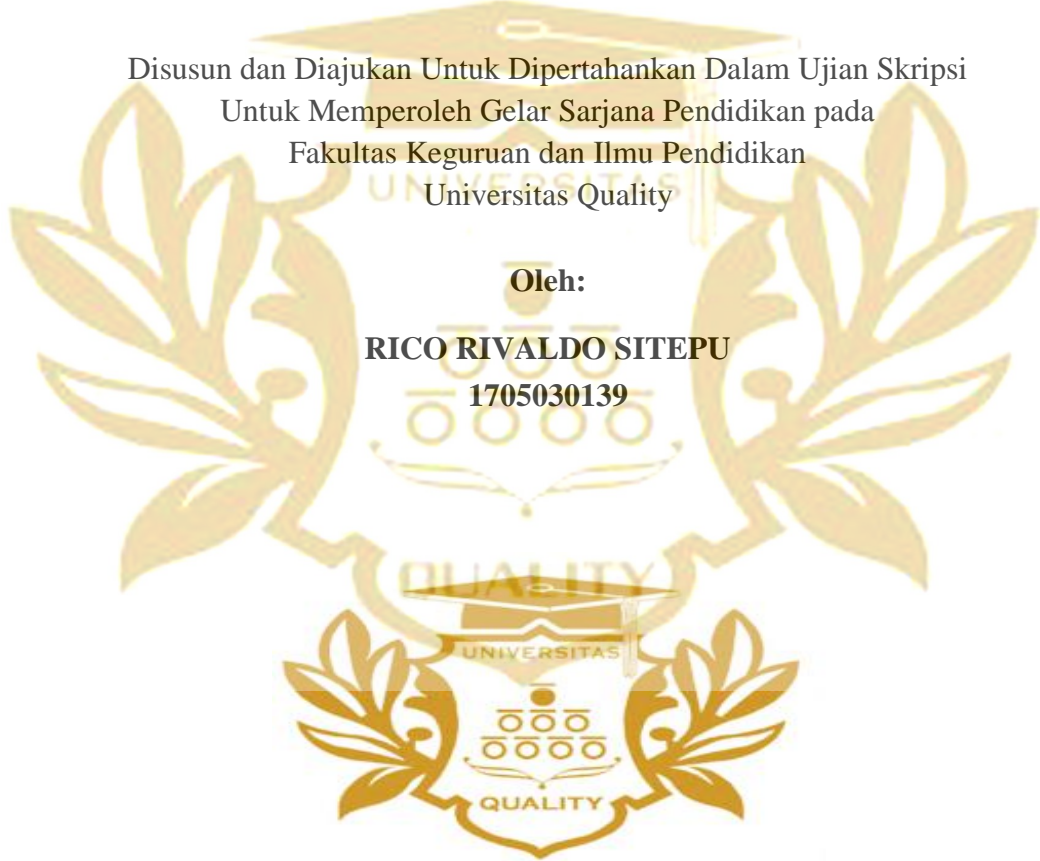 Disusun dan Diajukan Untuk Dipertahankan Dalam Ujian Skripsi
Untuk Memperoleh Gelar Sarjana Pendidikan pada
Fakultas Keguruan dan Ilmu Pendidikan
UNIVERSITAS
Universitas Quality
Oleh:
RICO RIVALDO SITEPU
1705030139
QUALITY
UNIVERSITAS
QUALITY